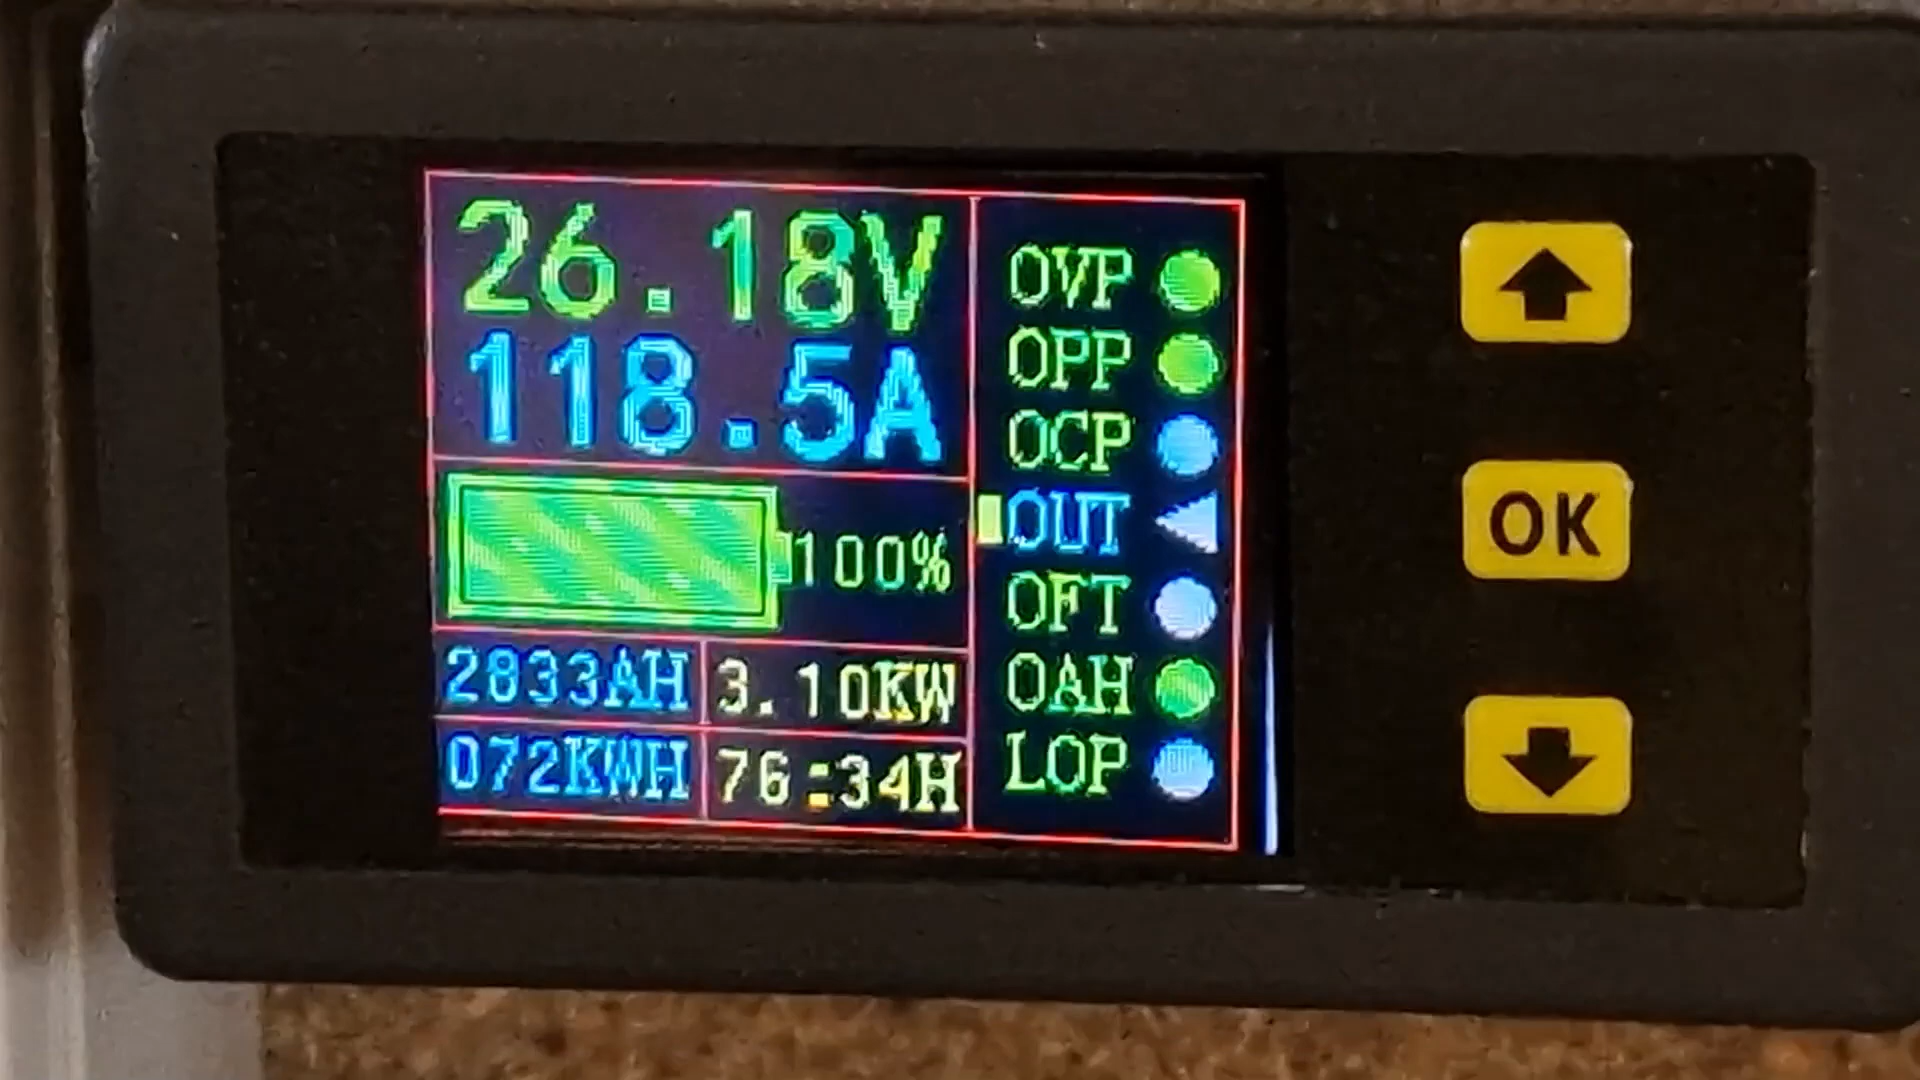 26.18V
118.5A
100%
2833AH
3.10KW
072KWH
76:34H
OVP
OPP
OCP
OUT
OFT
OAH
LOP
OK